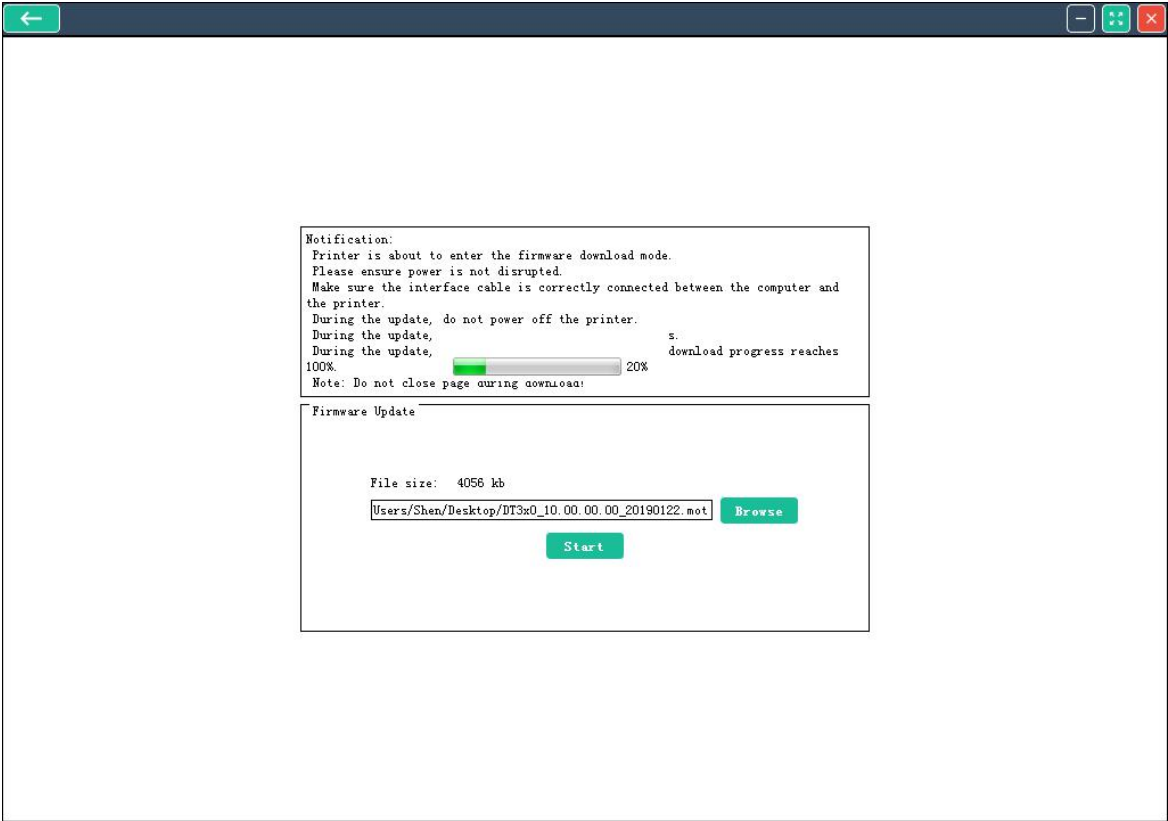 Notification:
Printer is about to enter the firmware download mode.
Please ensure power is not disrupted.
Make sure the interface cable is correctly connected between the computer and
the printer.
During the update, do not power off the printer.
During the update, s.
During the update, download progress reaches
100%. 20%
Note: Do not close page during download!
Firmware Update
File size: 4056 kb
Users/Shen/Desktop/DT3x0_10.00.00.00_20190122.mot Browse
Start